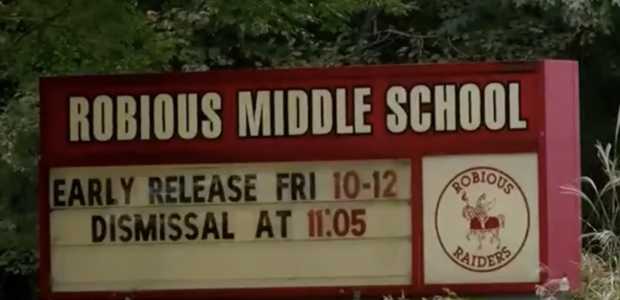 ROBIOUS MIDDLE SCHOOL
EARLY RELEASE FRI 10-12
DISMISSAL AT 11:05
ROBIOUS
RAIDERS